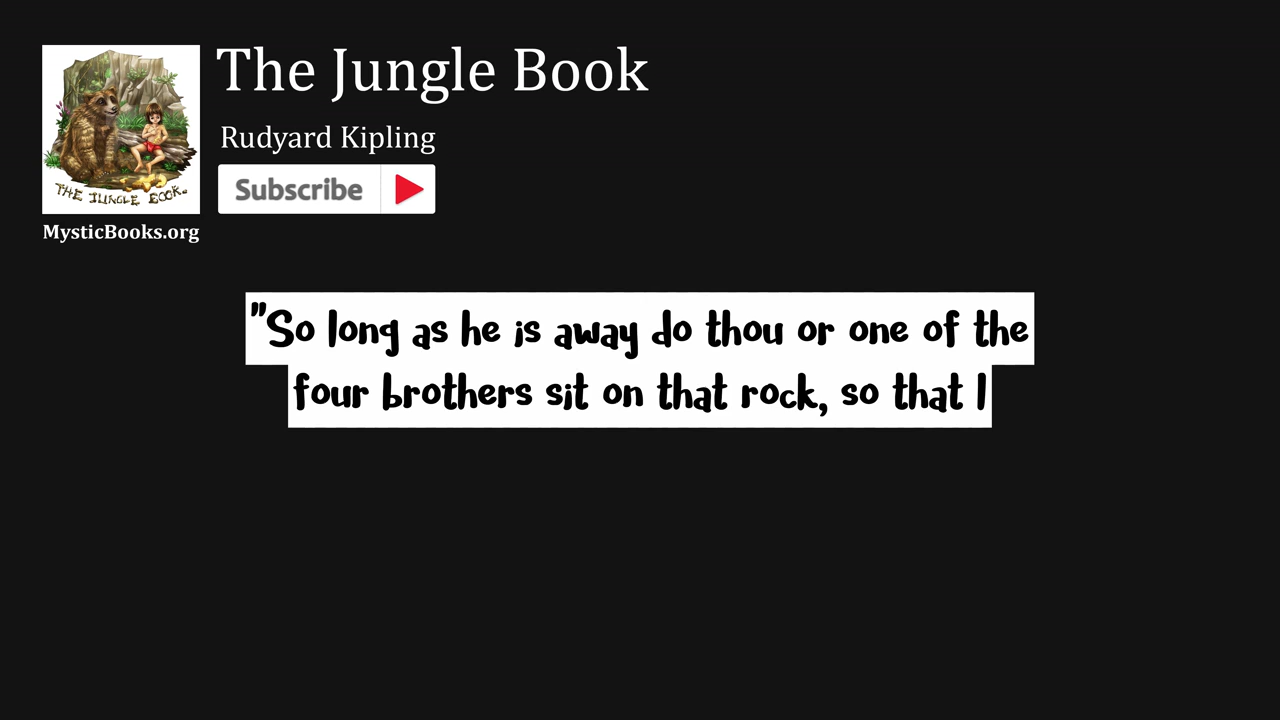 The Jungle Book
Rudyard Kipling
Subscribe
THE JUNGLE BOOK.
MysticBooks.org
"So long as he is away do thou or one of the
four brothers sit on that rock, so that I